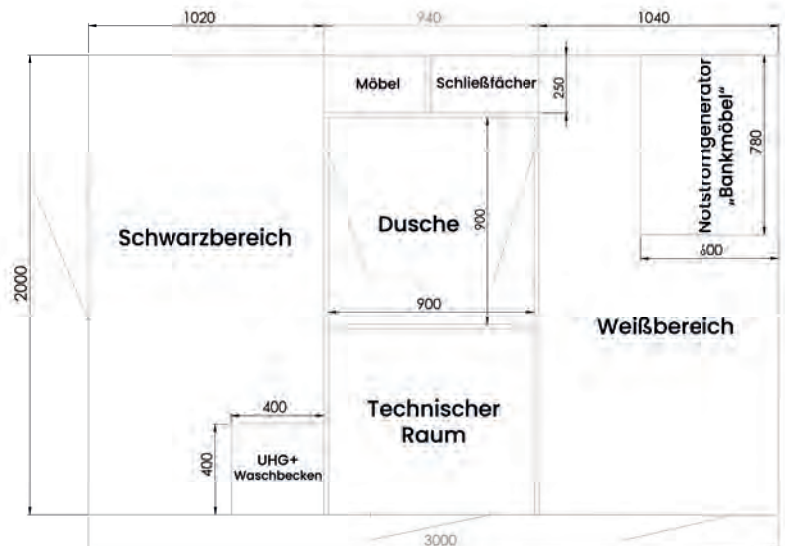 1020
940
1040
Möbel
Schließfächer
250
Notstromgenerator
„Bankmöbel"
780
600
2000
Schwarzbereich
Dusche
900
900
Weißbereich
400
400
UHG+
Waschbecken
Technischer
Raum
3000